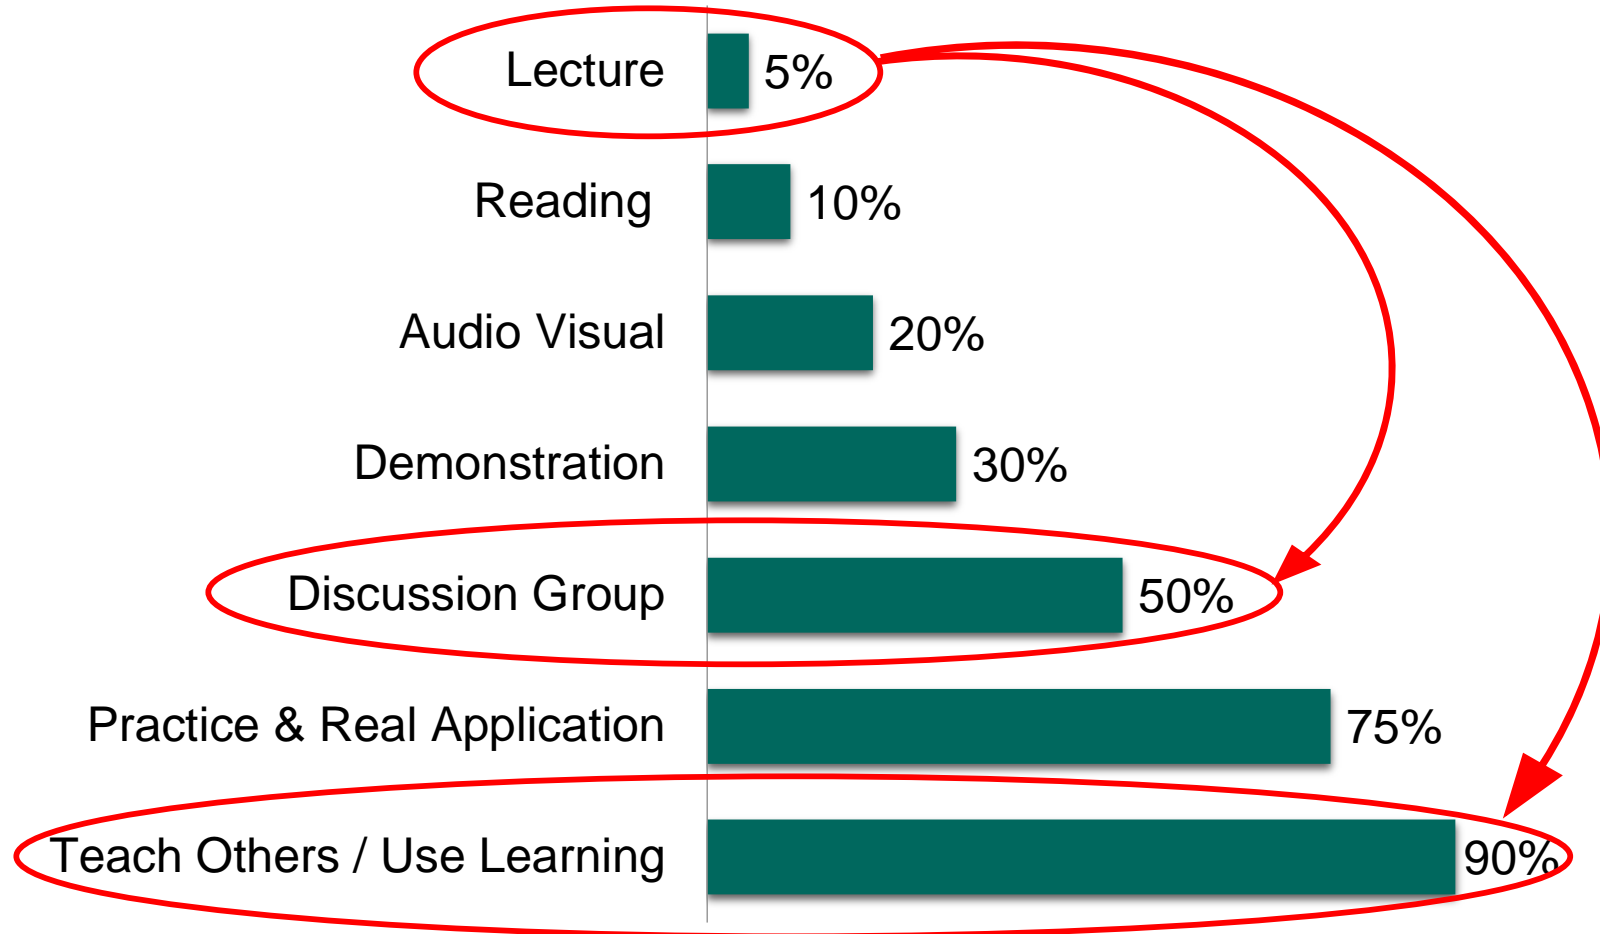 Lecture 5%
Reading 10%
Audio Visual 20%
Demonstration 30%
Discussion Group 50%
Practice & Real Application 75%
Teach Others / Use Learning 90%